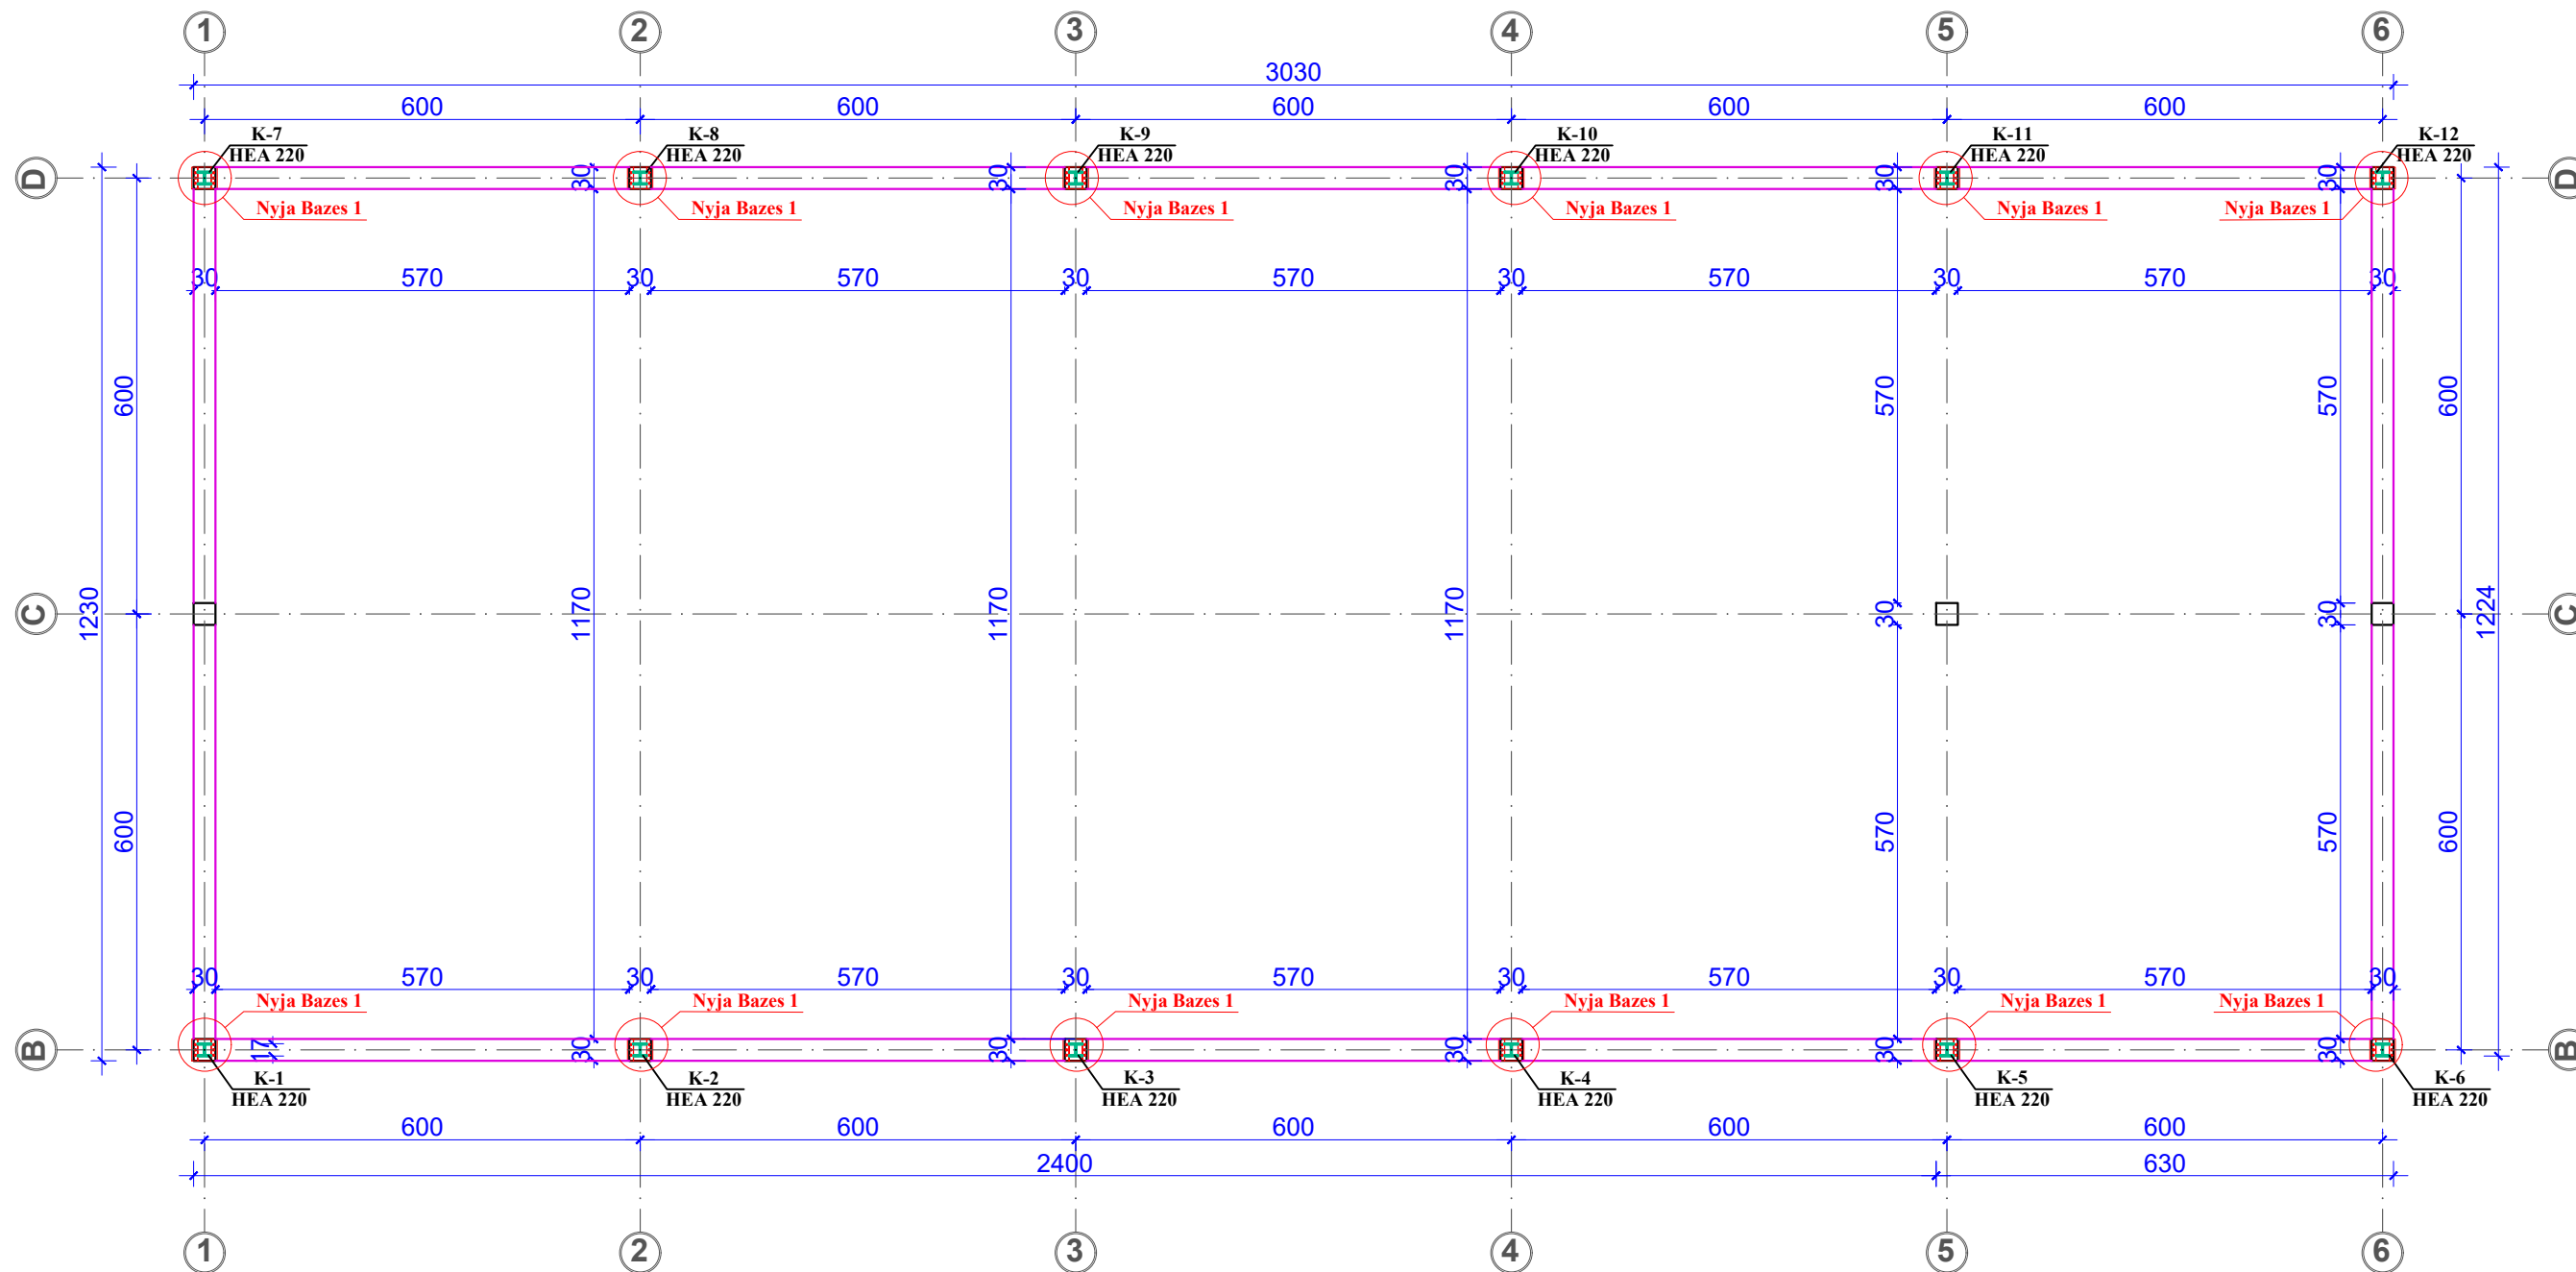 1 2 3 4 5 6
3030
600 600 600 600 600
K-7 K-8 K-9 K-10 K-11 K-12
HEA 220 HEA 220 HEA 220 HEA 220 HEA 220 HEA 220
D 30 30 30 30 30 D
Nyja Bazes 1 Nyja Bazes 1 Nyja Bazes 1 Nyja Bazes 1 Nyja Bazes 1 Nyja Bazes 1
30 570 30 570 30 570 30 570 30 570 30
600 570 570 600
C 1230 1170 1170 1170 30 30 1224 C
600 570 570 600
30 570 30 570 30 570 30 570 30 570 30
Nyja Bazes 1 Nyja Bazes 1 Nyja Bazes 1 Nyja Bazes 1 Nyja Bazes 1 Nyja Bazes 1
B 17 30 30 30 30 30 B
K-1 K-2 K-3 K-4 K-5 K-6
HEA 220 HEA 220 HEA 220 HEA 220 HEA 220 HEA 220
600 600 600 600 600
2400 630
1 2 3 4 5 6